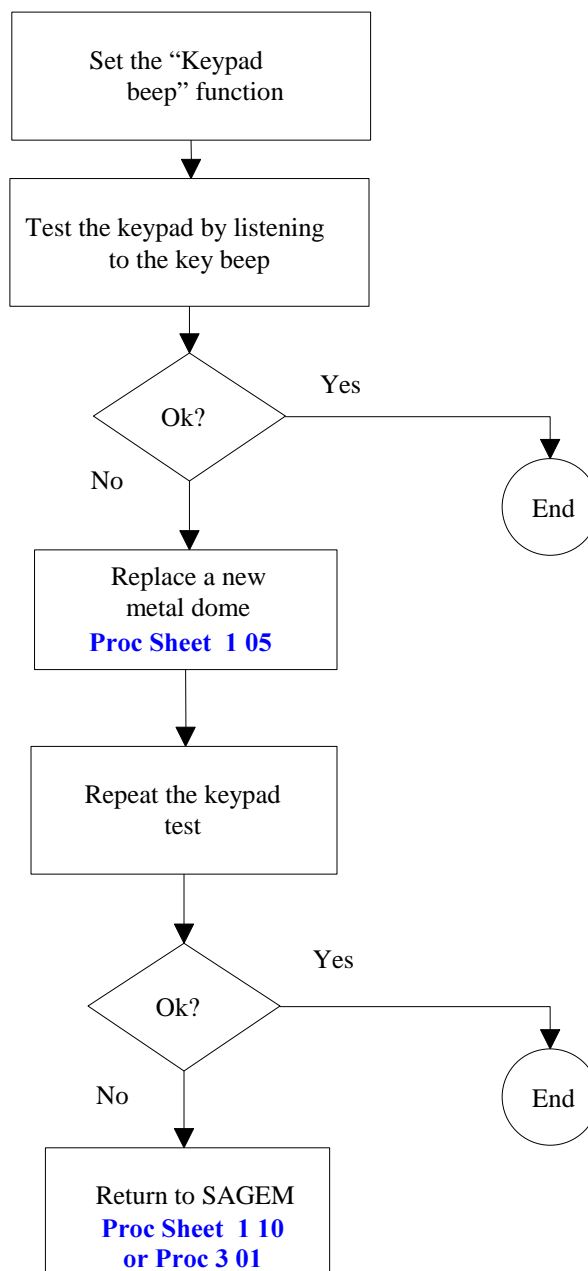 Set the “Keypad
beep” function
Test the keypad by listening
to the key beep
Ok?
Yes
No
End
Replace a new
metal dome
Proc Sheet 1 05
Repeat the keypad
test
Ok?
Yes
No
End
Return to SAGEM
Proc Sheet 1 10
or Proc 3 01